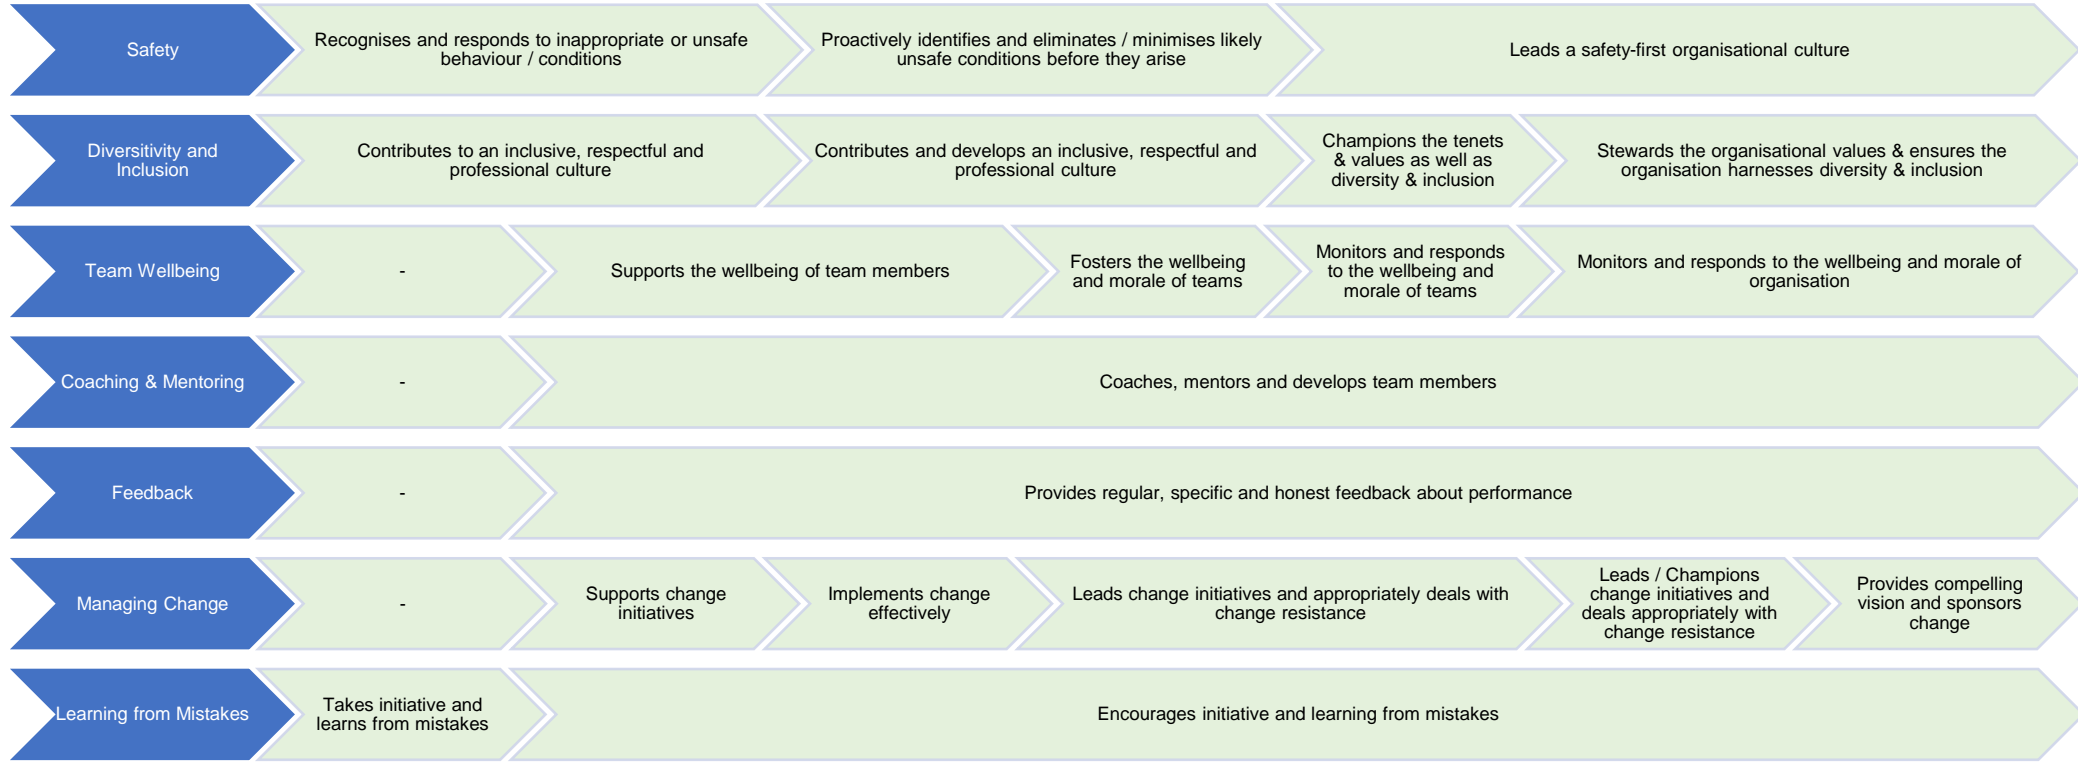 Safety
Recognises and responds to inappropriate or unsafe
behaviour / conditions
Proactively identifies and eliminates / minimises likely
unsafe conditions before they arise
Leads a safety-first organisational culture
Diversitivity and
Inclusion
Contributes to an inclusive, respectful and
professional culture
Contributes and develops an inclusive, respectful and
professional culture
Champions the tenets
& values as well as
diversity & inclusion
Stewards the organisational values & ensures the
organisation harnesses diversity & inclusion
Team Wellbeing
-
Supports the wellbeing of team members
Fosters the wellbeing
and morale of teams
Monitors and responds
to the wellbeing and
morale of teams
Monitors and responds to the wellbeing and morale of
organisation
Coaching & Mentoring
-
Coaches, mentors and develops team members
Feedback
-
Provides regular, specific and honest feedback about performance
Managing Change
-
Supports change
initiatives
Implements change
effectively
Leads change initiatives and appropriately deals with
change resistance
Leads / Champions
change initiatives and
deals appropriately with
change resistance
Provides compelling
vision and sponsors
change
Learning from Mistakes
Takes initiative and
learns from mistakes
Encourages initiative and learning from mistakes